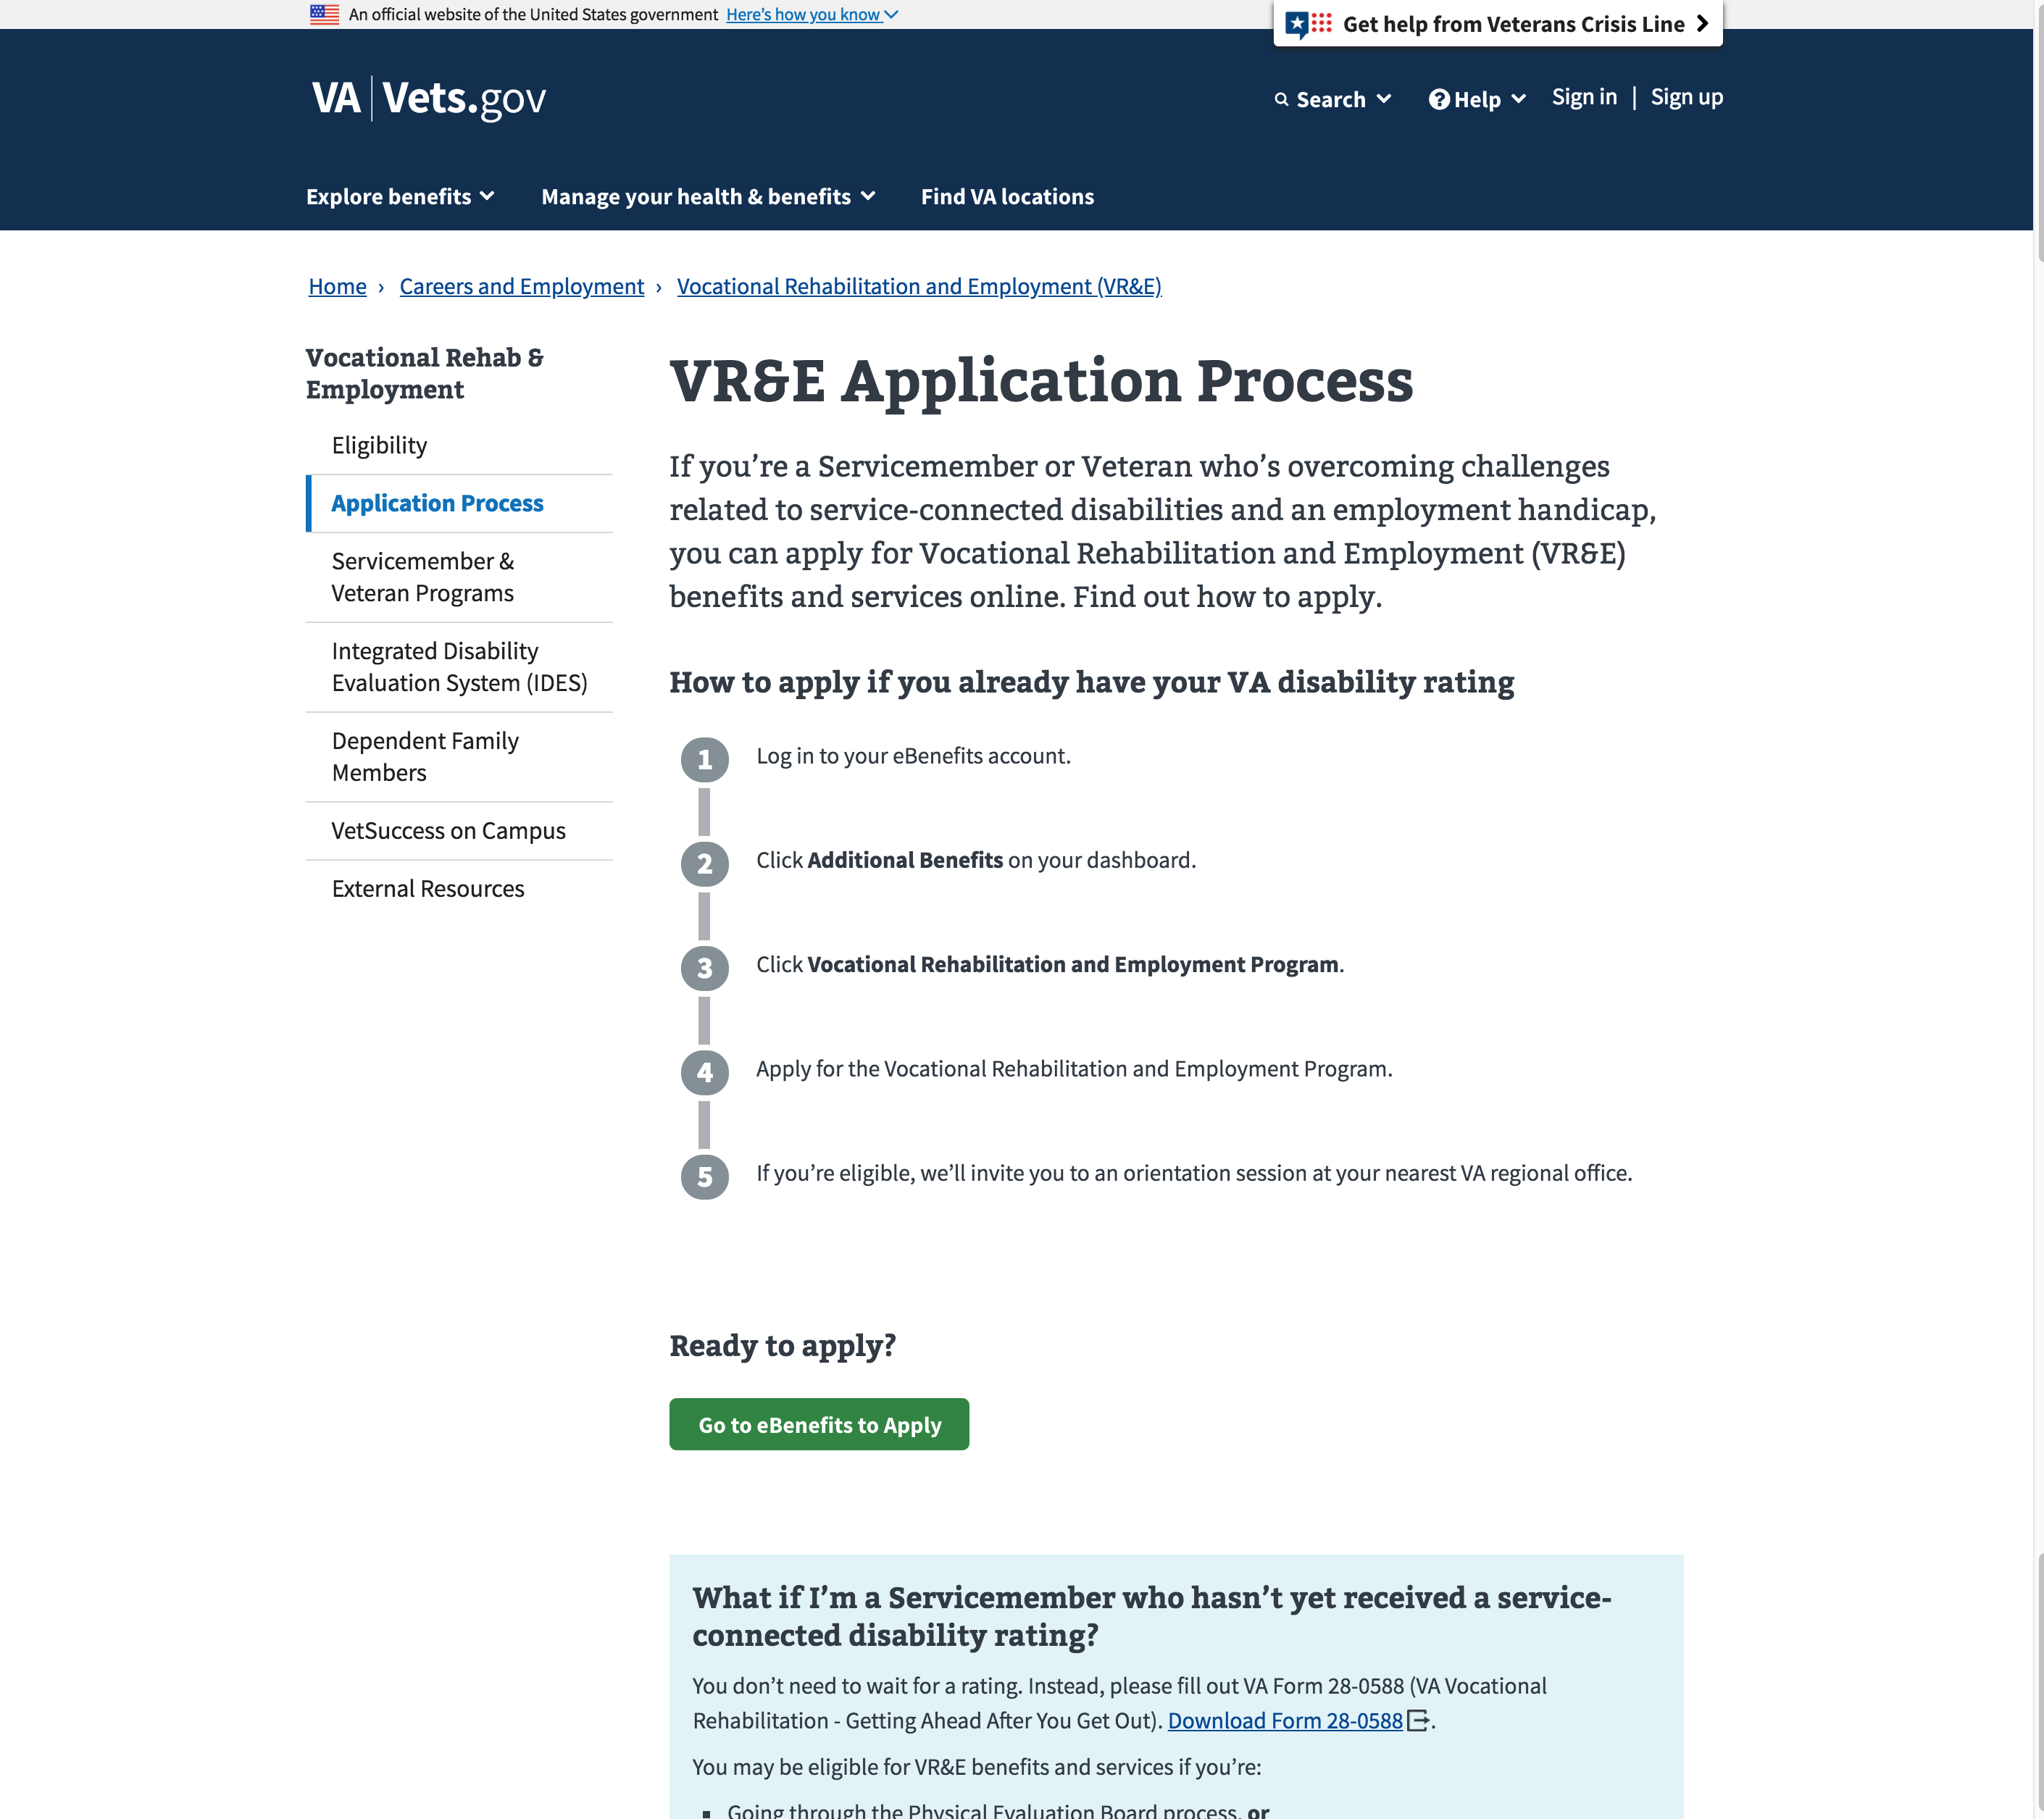 An official website of the United States government Here’s how you know
Get help from Veterans Crisis Line
VA Vets.gov
Search Help Sign in | Sign up
Explore benefits Manage your health & benefits Find VA locations
Home › Careers and Employment › Vocational Rehabilitation and Employment (VR&E)
Vocational Rehab &
Employment
Eligibility
Application Process
Servicemember &
Veteran Programs
Integrated Disability
Evaluation System (IDES)
Dependent Family
Members
VetSuccess on Campus
External Resources
VR&E Application Process
If you’re a Servicemember or Veteran who’s overcoming challenges
related to service-connected disabilities and an employment handicap,
you can apply for Vocational Rehabilitation and Employment (VR&E)
benefits and services online. Find out how to apply.
How to apply if you already have your VA disability rating
1 Log in to your eBenefits account.
2 Click Additional Benefits on your dashboard.
3 Click Vocational Rehabilitation and Employment Program.
4 Apply for the Vocational Rehabilitation and Employment Program.
5 If you’re eligible, we’ll invite you to an orientation session at your nearest VA regional office.
Ready to apply?
Go to eBenefits to Apply
What if I’m a Servicemember who hasn’t yet received a service-
connected disability rating?
You don’t need to wait for a rating. Instead, please fill out VA Form 28-0588 (VA Vocational
Rehabilitation - Getting Ahead After You Get Out). Download Form 28-0588.
You may be eligible for VR&E benefits and services if you’re:
▪ Going through the Physical Evaluation Board process, or